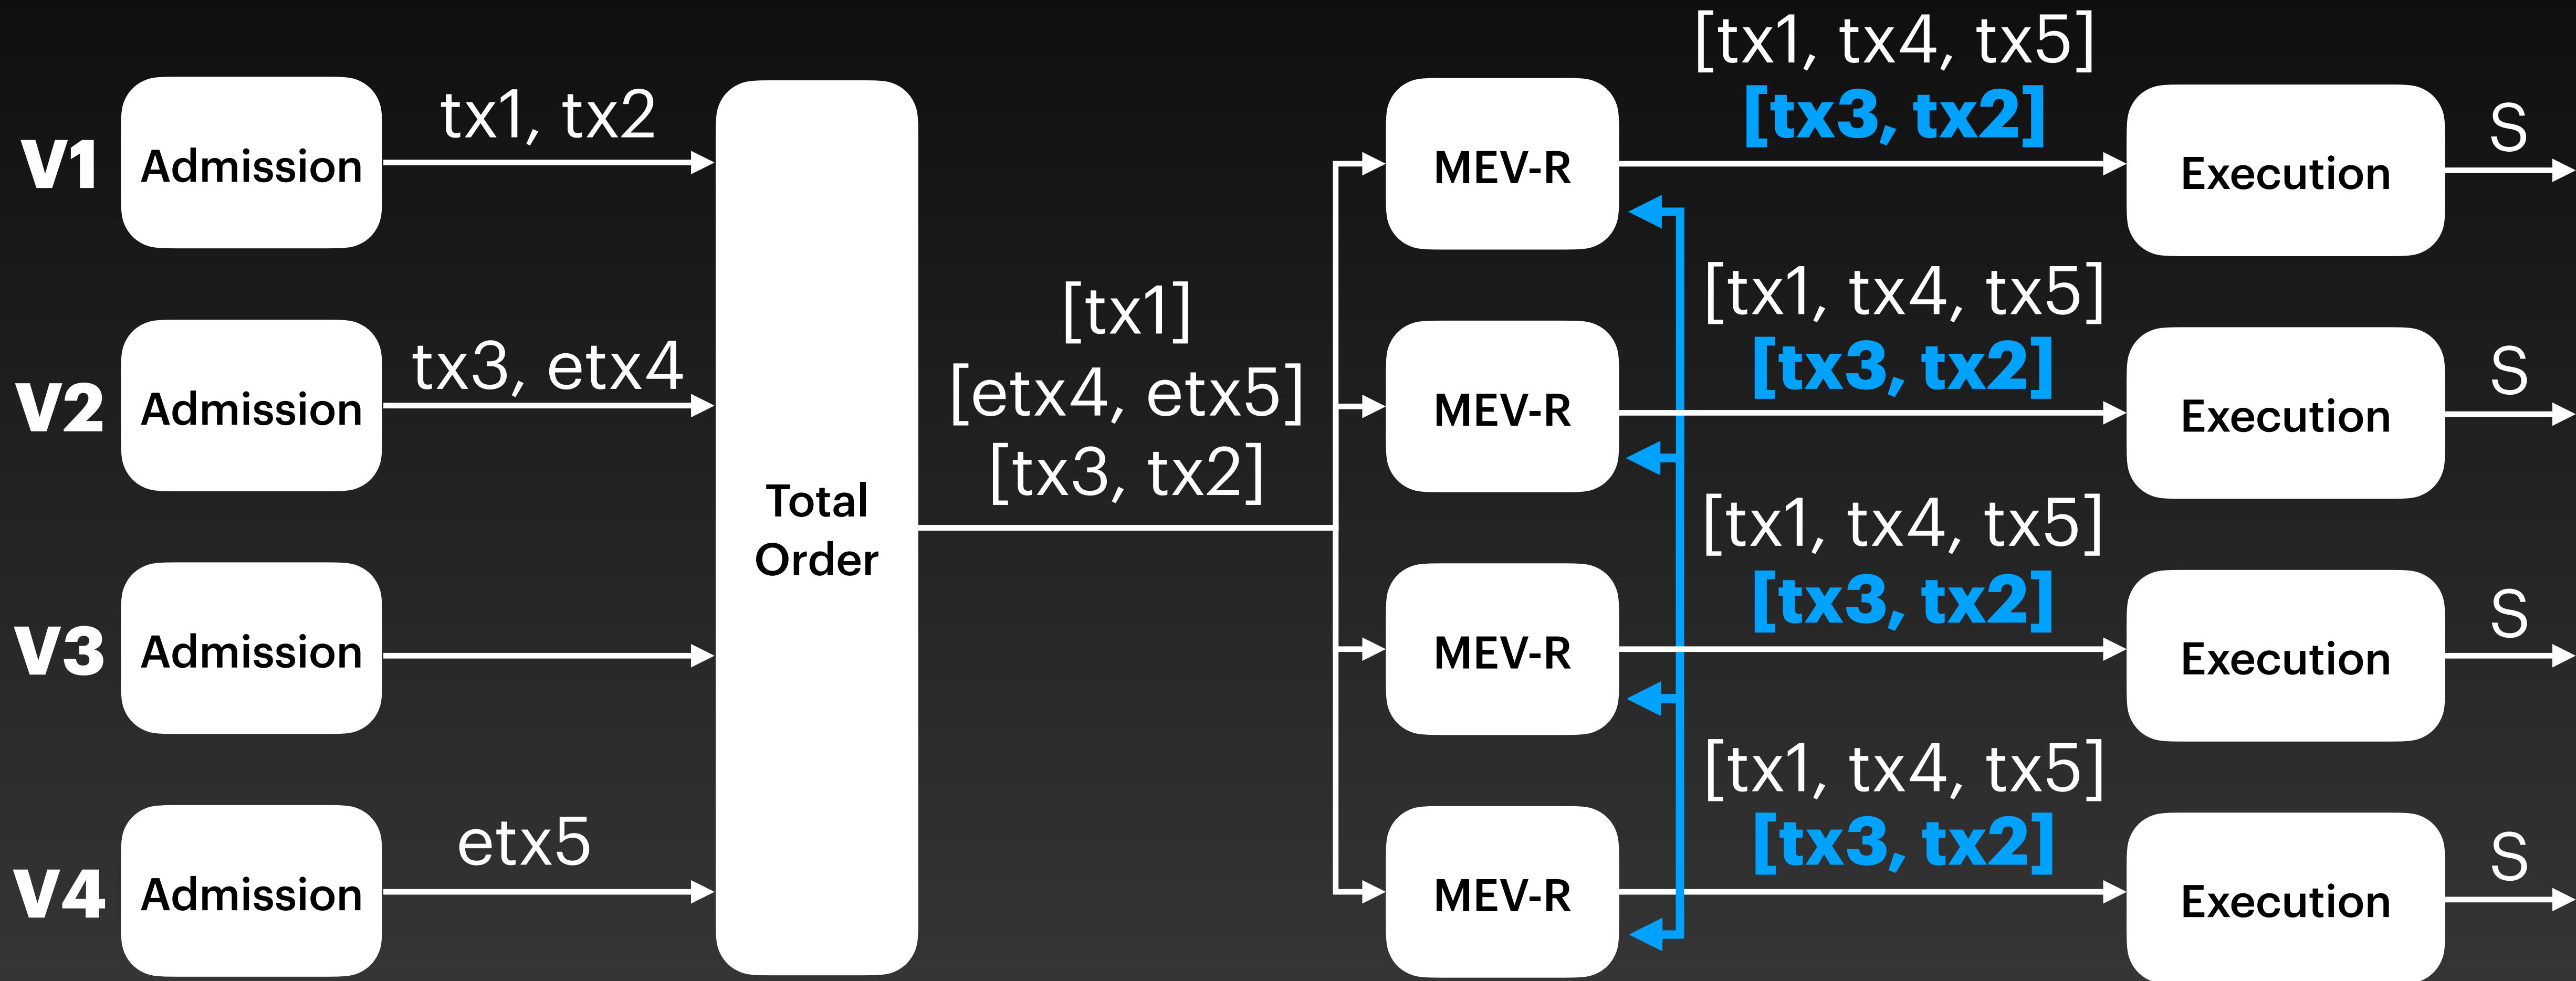 V1
Admission
tx1, tx2
V2
Admission
tx3, etx4
V3
Admission
V4
Admission
etx5
Total
Order
[tx1]
[etx4, etx5]
[tx3, tx2]
MEV-R
[tx1, tx4, tx5]
[tx3, tx2]
Execution
S
MEV-R
[tx1, tx4, tx5]
[tx3, tx2]
Execution
S
MEV-R
[tx1, tx4, tx5]
[tx3, tx2]
Execution
S
MEV-R
[tx1, tx4, tx5]
[tx3, tx2]
Execution
S